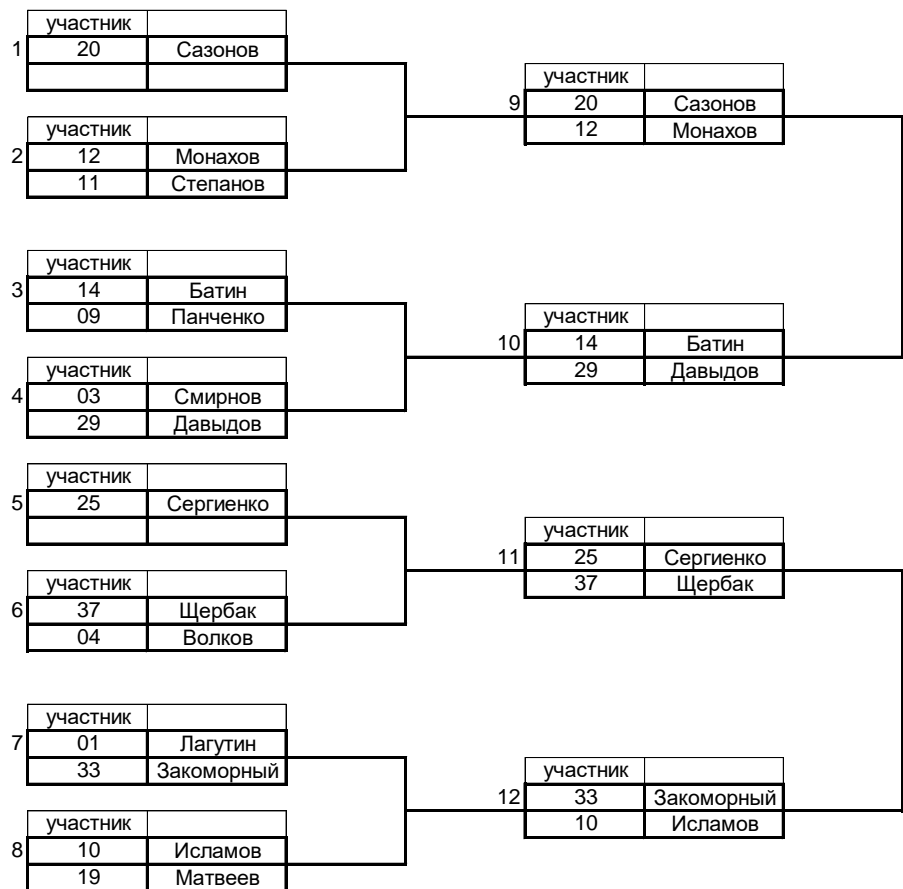 участник
1 20 Сазонов
участник
2 12 Монахов
11 Степанов
участник
3 14 Батин
09 Панченко
участник
4 03 Смирнов
29 Давыдов
участник
5 25 Сергиенко
участник
6 37 Щербак
04 Волков
участник
7 01 Лагутин
33 Закоморный
участник
8 10 Исламов
19 Матвеев
участник
9 20 Сазонов
12 Монахов
участник
10 14 Батин
29 Давыдов
участник
11 25 Сергиенко
37 Щербак
участник
12 33 Закоморный
10 Исламов